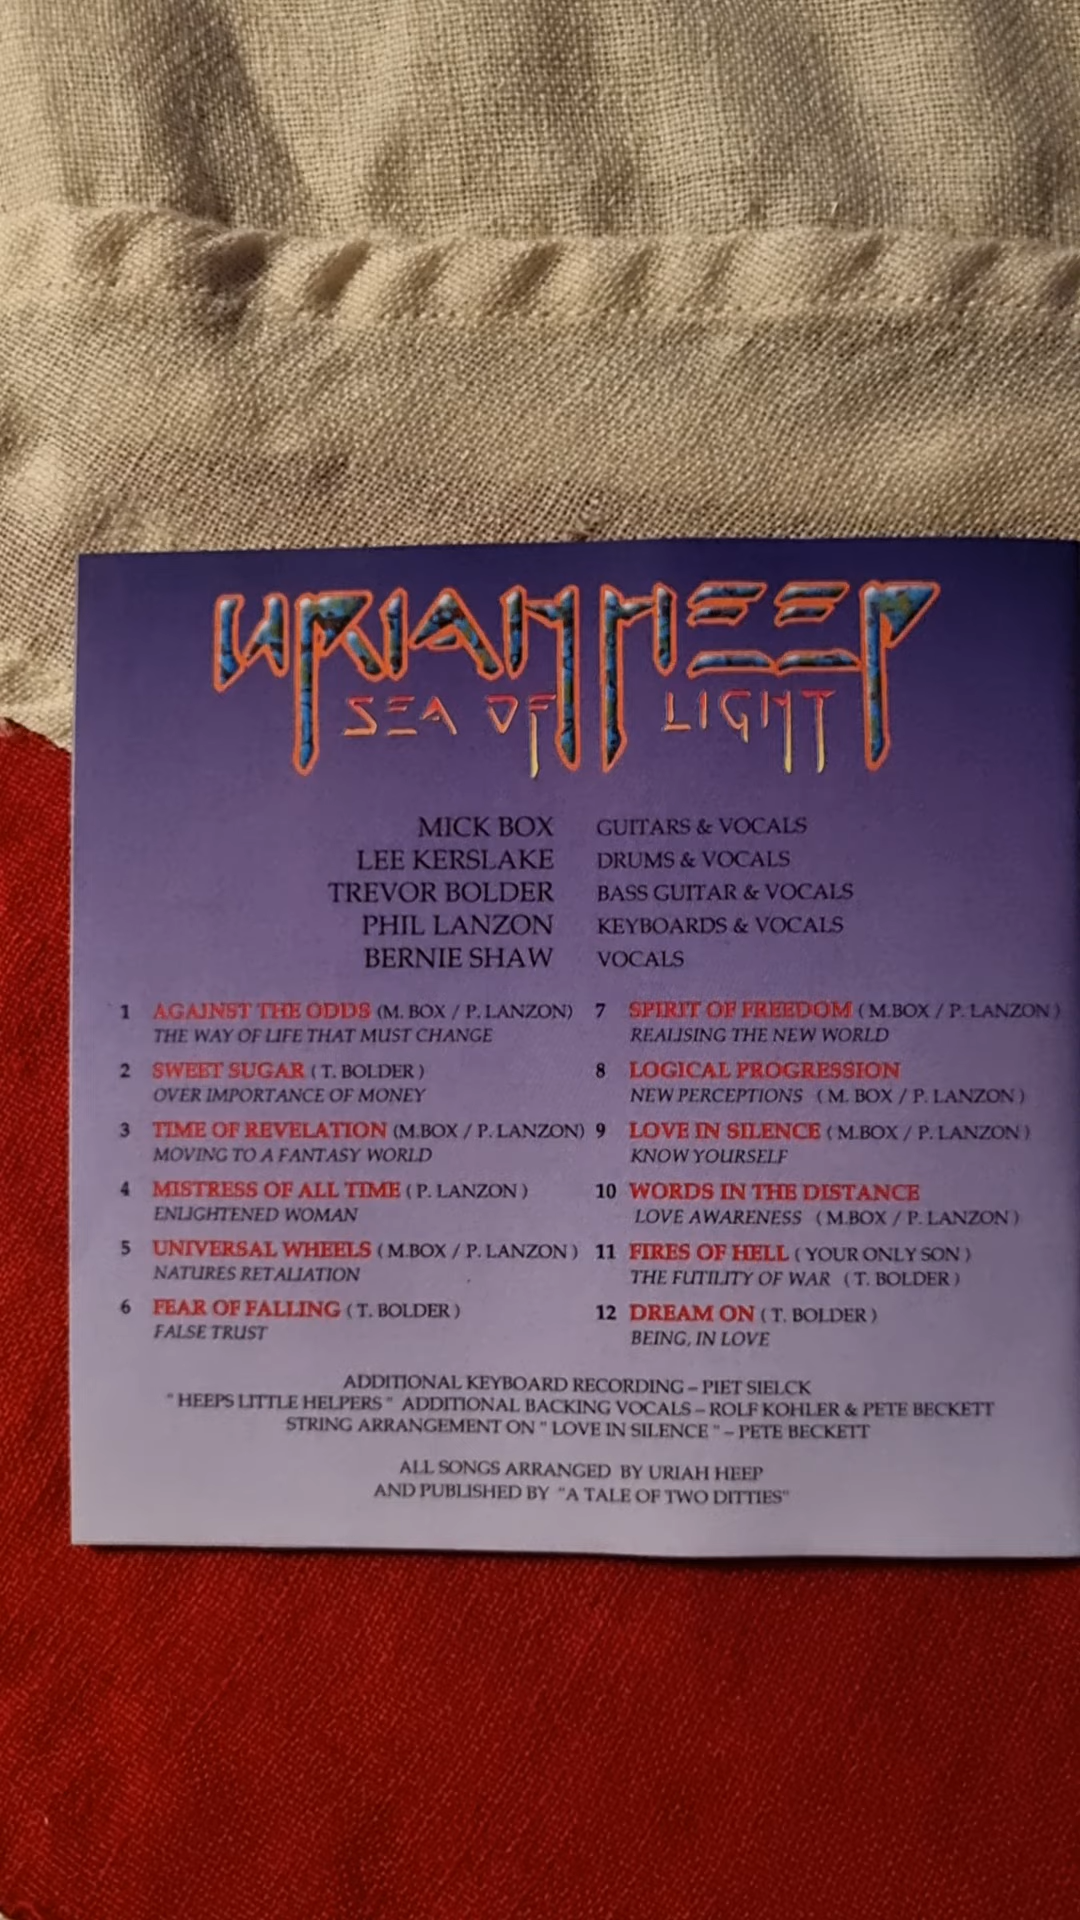 URIAH HEEP
SEA OF LIGHT
MICK BOX GUITARS & VOCALS
LEE KERSLAKE DRUMS & VOCALS
TREVOR BOLDER BASS GUITAR & VOCALS
PHIL LANZON KEYBOARDS & VOCALS
BERNIE SHAW VOCALS
1 AGAINST THE ODDS (M. BOX / P. LANZON)
THE WAY OF LIFE THAT MUST CHANGE
2 SWEET SUGAR ( T. BOLDER )
OVER IMPORTANCE OF MONEY
3 TIME OF REVELATION (M.BOX / P. LANZON)
MOVING TO A FANTASY WORLD
4 MISTRESS OF ALL TIME ( P. LANZON )
ENLIGHTENED WOMAN
5 UNIVERSAL WHEELS ( M.BOX / P. LANZON )
NATURES RETALIATION
6 FEAR OF FALLING ( T. BOLDER )
FALSE TRUST
7 SPIRIT OF FREEDOM ( M.BOX / P. LANZON )
REALISING THE NEW WORLD
8 LOGICAL PROGRESSION
NEW PERCEPTIONS ( M. BOX / P. LANZON )
9 LOVE IN SILENCE ( M.BOX / P. LANZON )
KNOW YOURSELF
10 WORDS IN THE DISTANCE
LOVE AWARENESS ( M.BOX / P. LANZON )
11 FIRES OF HELL ( YOUR ONLY SON )
THE FUTILITY OF WAR ( T. BOLDER )
12 DREAM ON ( T. BOLDER )
BEING, IN LOVE
ADDITIONAL KEYBOARD RECORDING – PIET SIELCK
" HEEPS LITTLE HELPERS " ADDITIONAL BACKING VOCALS – ROLF KOHLER & PETE BECKETT
STRING ARRANGEMENT ON " LOVE IN SILENCE " – PETE BECKETT
ALL SONGS ARRANGED BY URIAH HEEP
AND PUBLISHED BY "A TALE OF TWO DITTIES"